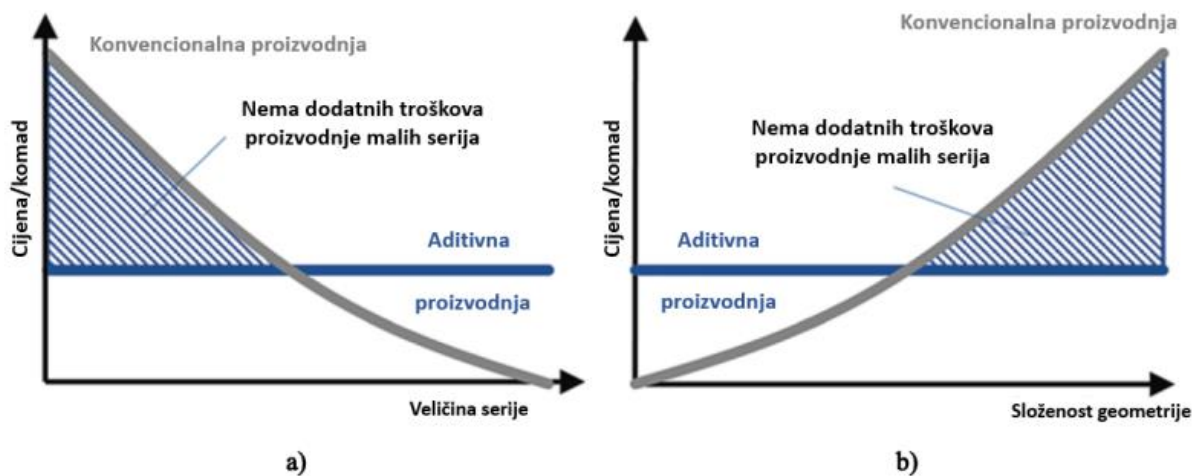 Konvencionalna proizvodnja
Nema dodatnih troškova
proizvodnje malih serija
Cijena/komad
Aditivna
proizvodnja
Veličina serije
a)
Konvencionalna proizvodnja
Nema dodatnih troškova
proizvodnje malih serija
Cijena/komad
Aditivna
proizvodnja
Složenost geometrije
b)